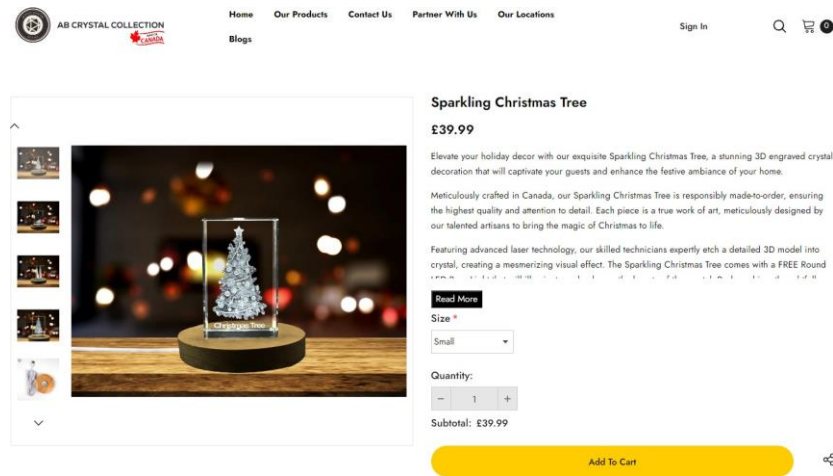 AB CRYSTAL COLLECTION
CANADA
Home Our Products Contact Us Partner With Us Our Locations
Blogs
Sign In
0
Sparkling Christmas Tree
£39.99
Elevate your holiday decor with our exquisite Sparkling Christmas Tree, a stunning 3D engraved crystal
decoration that will captivate your guests and enhance the festive ambiance of your home.
Meticulously crafted in Canada, our Sparkling Christmas Tree is responsibly made-to-order, ensuring
the highest quality and attention to detail. Each piece is a true work of art, meticulously designed by
our talented artisans to bring the magic of Christmas to life.
Featuring advanced laser technology, our skilled technicians expertly etch a detailed 3D model into
crystal, creating a mesmerizing visual effect. The Sparkling Christmas Tree comes with a FREE Round
Read More
Size *
Small
Quantity:
- 1 +
Subtotal: £39.99
Add To Cart
Christmas Tree